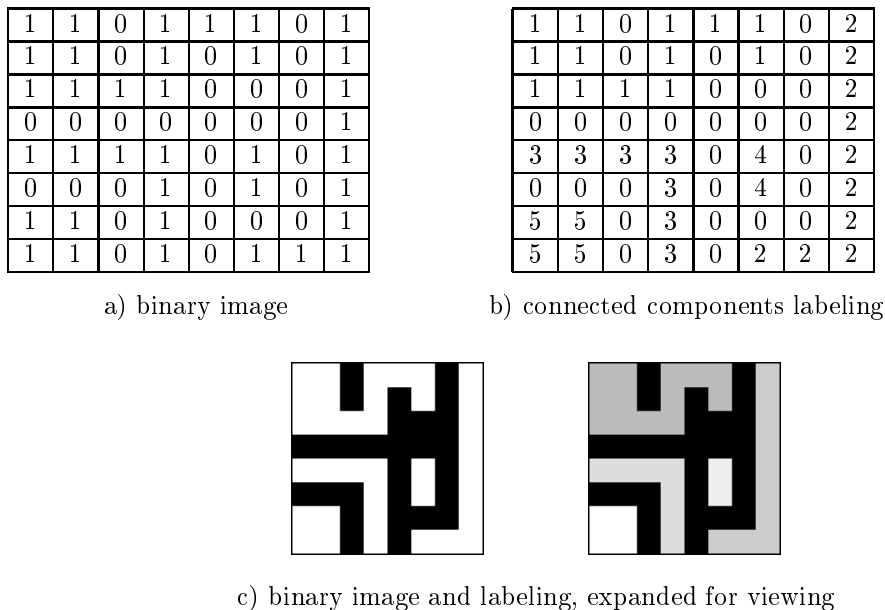 1 1 0 1 1 1 0 1
1 1 0 1 0 1 0 1
1 1 1 1 0 0 0 1
0 0 0 0 0 0 0 1
1 1 1 1 0 1 0 1
0 0 0 1 0 1 0 1
1 1 0 1 0 0 0 1
1 1 0 1 0 1 1 1
a) binary image
1 1 0 1 1 1 0 2
1 1 0 1 0 1 0 2
1 1 1 1 0 0 0 2
0 0 0 0 0 0 0 2
3 3 3 3 0 4 0 2
0 0 0 3 0 4 0 2
5 5 0 3 0 0 0 2
5 5 0 3 0 2 2 2
b) connected components labeling
c) binary image and labeling, expanded for viewing